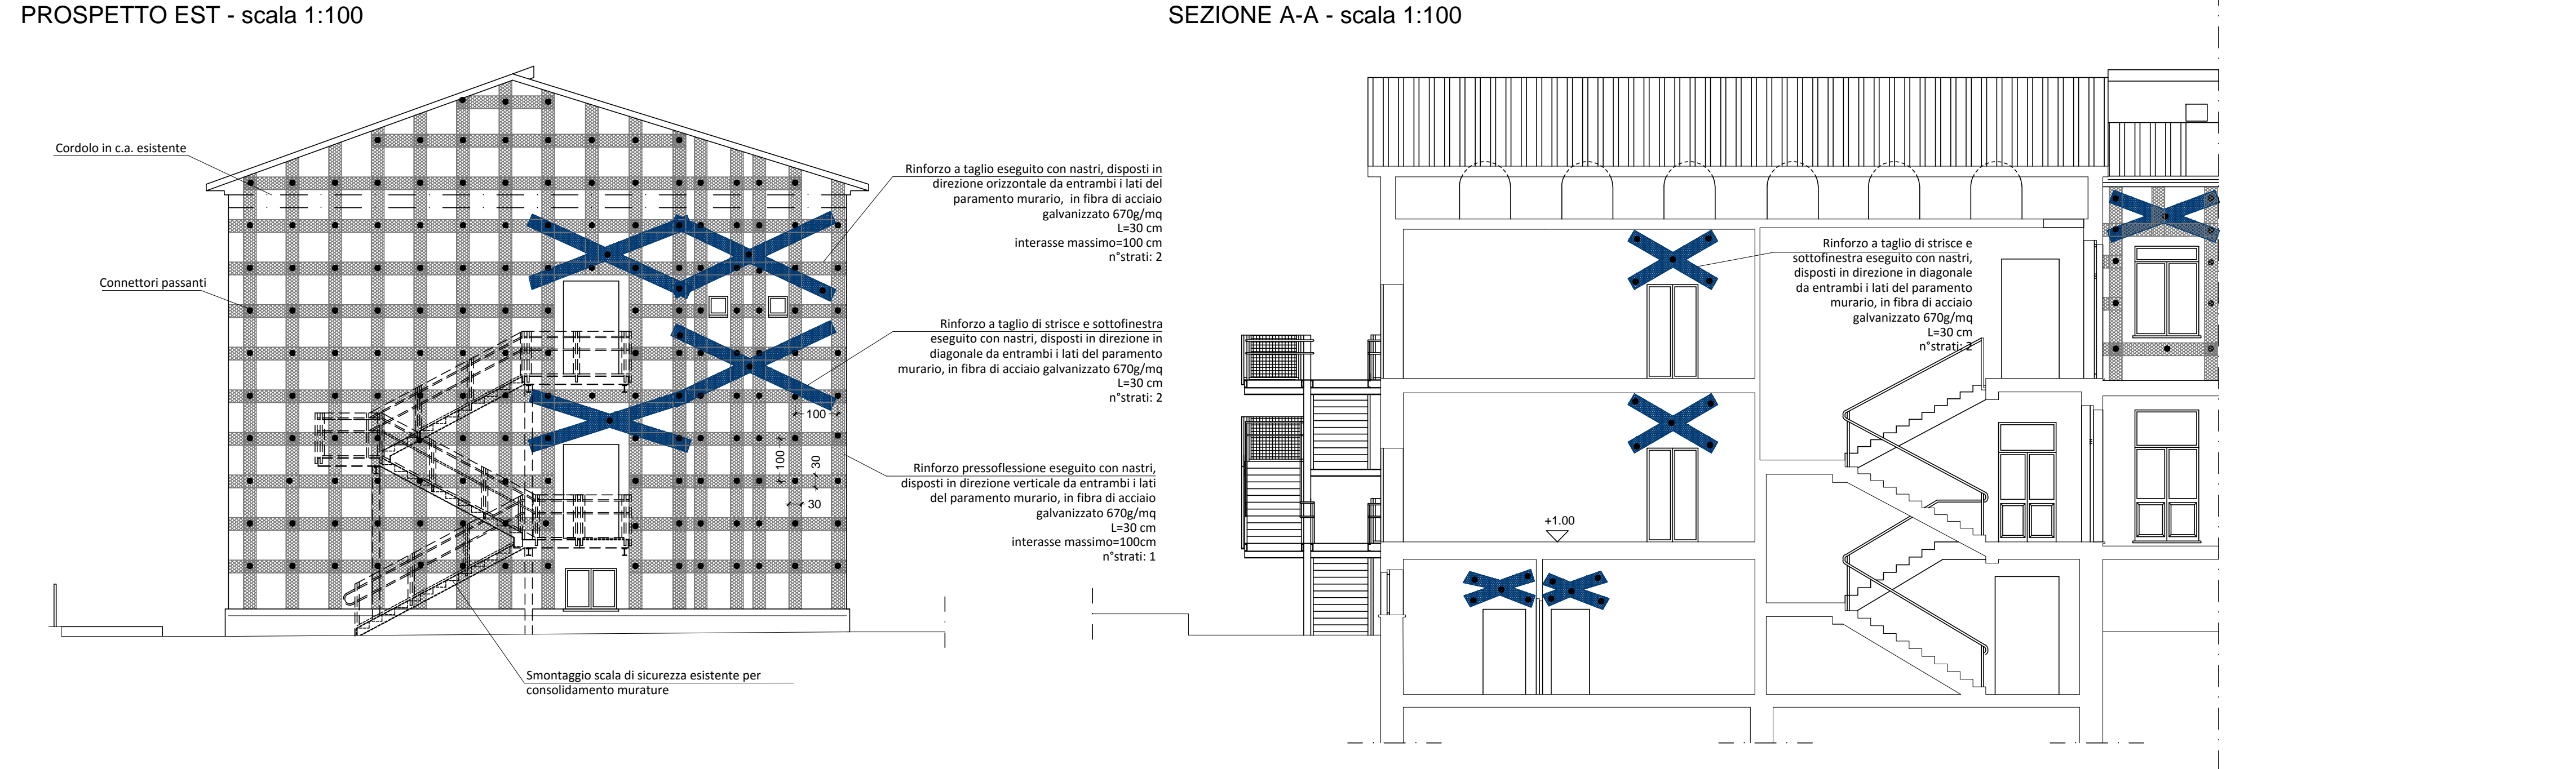 PROSPETTO EST - scala 1:100
Cordolo in c.a. esistente
Connettori passanti
Rinforzo a taglio eseguito con nastri, disposti in
direzione orizzontale da entrambi i lati del
paramento murario, in fibra di acciaio
galvanizzato 670g/mq
L=30 cm
interasse massimo=100 cm
n°strati: 2
Rinforzo a taglio di strisce e sottofinestra
eseguito con nastri, disposti in direzione in
diagonale da entrambi i lati del paramento
murario, in fibra di acciaio galvanizzato 670g/mq
L=30 cm
n°strati: 2
100
100
30
30
Rinforzo pressoflessione eseguito con nastri,
disposti in direzione verticale da entrambi i lati
del paramento murario, in fibra di acciaio
galvanizzato 670g/mq
L=30 cm
interasse massimo=100cm
n°strati: 1
Smontaggio scala di sicurezza esistente per
consolidamento murature
SEZIONE A-A - scala 1:100
Rinforzo a taglio di strisce e
sottofinestra eseguito con nastri,
disposti in direzione in diagonale
da entrambi i lati del paramento
murario, in fibra di acciaio
galvanizzato 670g/mq
L=30 cm
n°strati: 2
+1.00